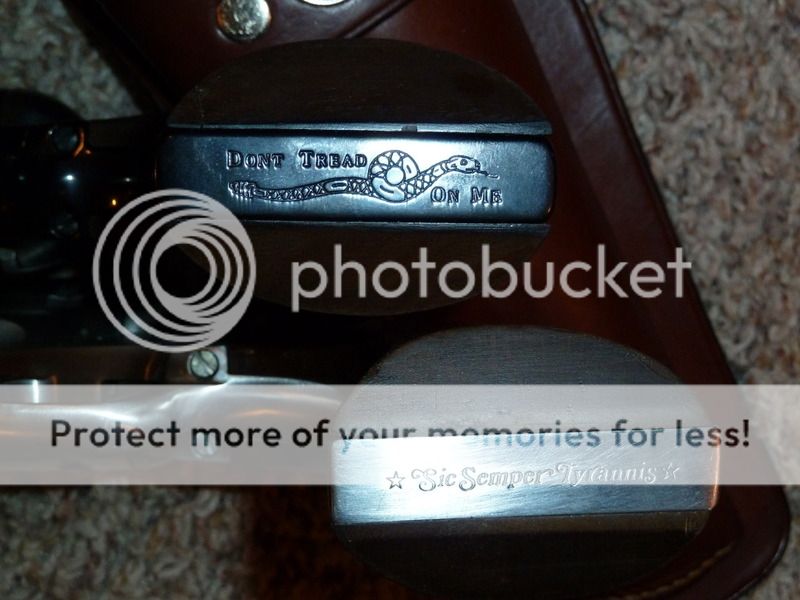 DONT TREAD
ON ME
photobucket
Protect more of your memories for less!
☆ Sic Semper Tyrannis ☆